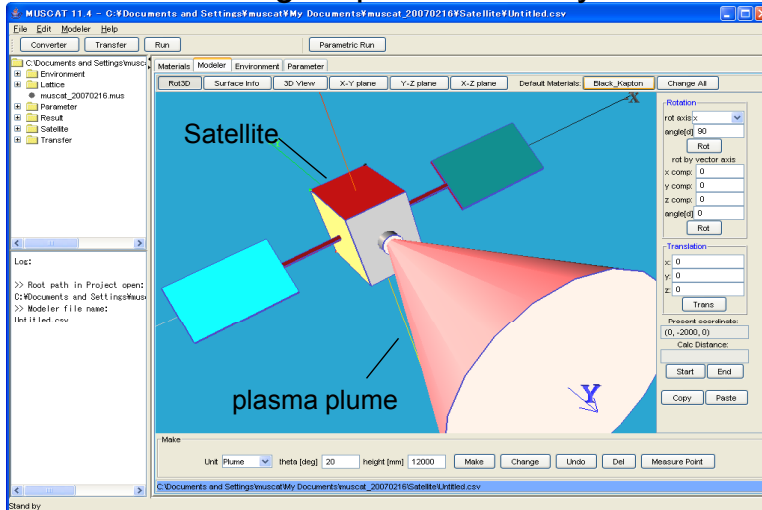 MUSCAT 11.4 - C:¥Documents and Settings¥muscat¥My Documents¥muscat_20070216¥Satellite¥Untitled.csv
File Edit Modeler Help
Converter Transfer Run Parametric Run
C:¥Documents and Settings¥musc
Environment
Lattice
muscat_20070216.mus
Parameter
Result
Satellite
Transfer
Materials Modeler Environment Parameter
Rot3D Surface Info 3D View X-Y plane Y-Z plane X-Z plane Default Materials: Black_Kapton Change All
X
Satellite
plasma plume
Y
Rotation
rot axis x
angle[d] 90
Rot
rot by vector axis
x comp: 0
y comp: 0
z comp: 0
angle[d] 0
Rot
Translation
x: 0
y: 0
z: 0
Trans
Present coordinate:
(0, -2000, 0)
Calc Distance:
Start End
Copy Paste
Log:
>> Root path in Project open:
C:¥Documents and Settings¥musc
>> Modeler file name:
Untitled.csv
Make
Unit Plume theta [deg] 20 height [mm] 12000 Make Change Undo Del Measure Point
C:¥Documents and Settings¥muscat¥My Documents¥muscat_20070216¥Satellite¥Untitled.csv
Stand by